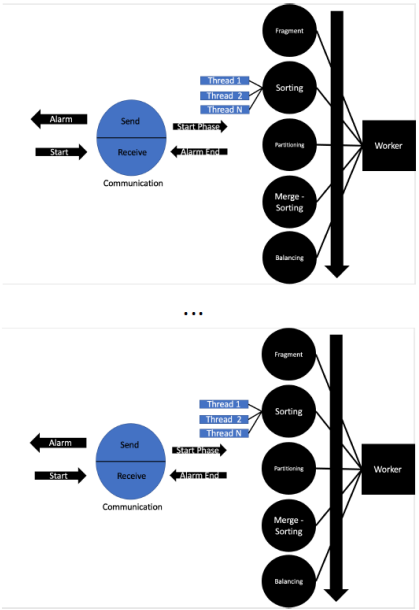 Fragment
Thread 1
Thread 2
Thread N
Sorting
Alarm
Send
Start Phase
Start
Receive
Alarm End
Communication
Partitioning
Worker
Merge -
Sorting
Balancing
...
Fragment
Thread 1
Thread 2
Thread N
Sorting
Alarm
Send
Start Phase
Start
Receive
Alarm End
Communication
Partitioning
Worker
Merge -
Sorting
Balancing